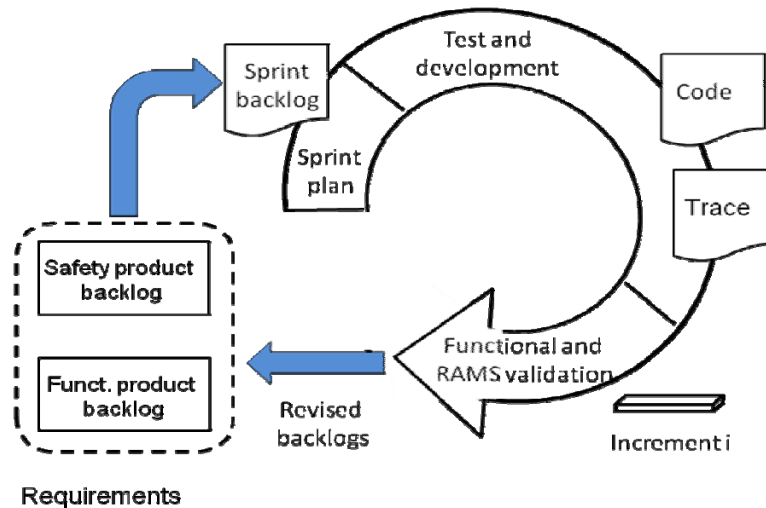 Sprint
backlog
Test and
development
Code
Sprint
plan
Trace
Safety product
backlog
Funct. product
backlog
Functional and
RAMS validation
Revised
backlogs
Increment i
Requirements